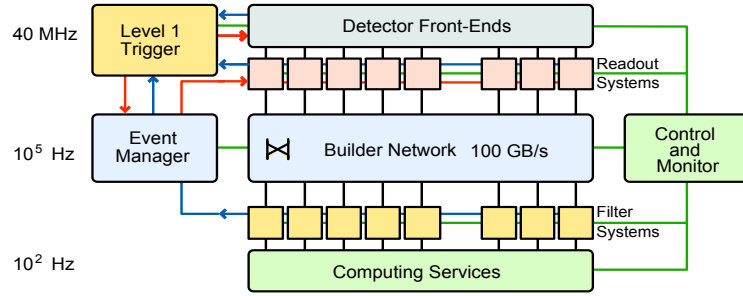 40 MHz
Level 1
Trigger
Detector Front-Ends
Readout
Systems
10⁵ Hz
Event
Manager
Builder Network 100 GB/s
Control
and
Monitor
Filter
Systems
10² Hz
Computing Services